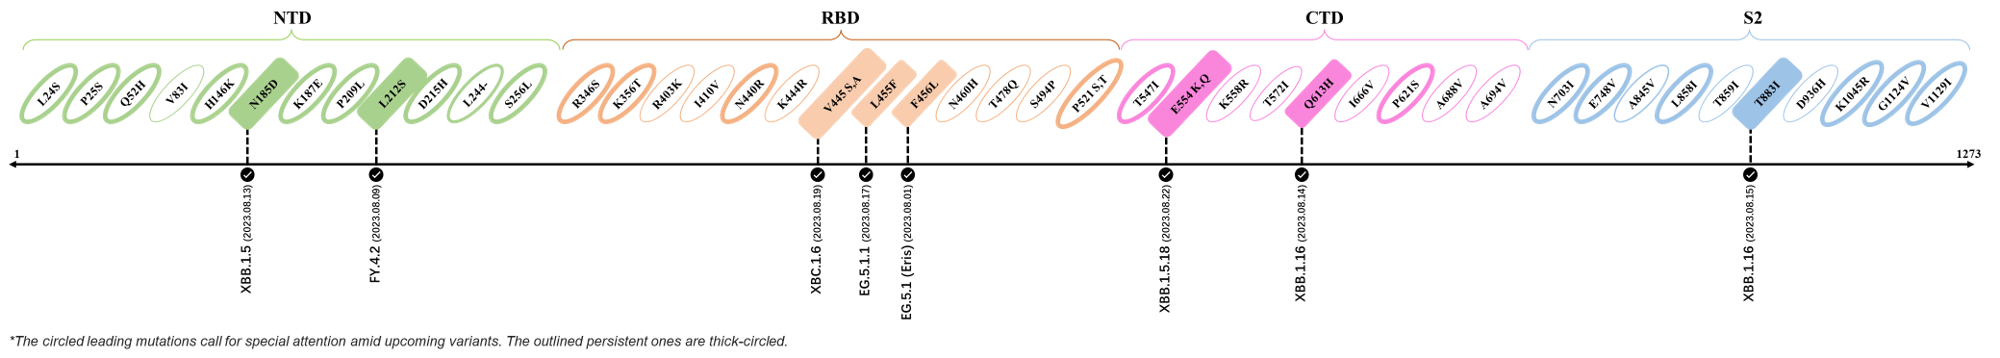 NTD RBD CTD S2
L24S P25S Q52H V83I H146K N185D K187E P209L L212S D215H L244- S256L R346S K356T R403K I410V N440R K444R V445 S,A L455F F456L N460H T478Q S494P P521 S,T T547I E554 K,Q K558R T572I Q613H I666V P621S A688V A694V N703I E748V A845V L858I T859I T883I D936H K1045R G1124V V1129I
1 1273
XBB.1.5 (2023.08.13)
FY.4.2 (2023.08.09)
XBC.1.6 (2023.08.19)
EG.5.1.1 (2023.08.17)
EG.5.1 (Eris) (2023.08.01)
XBB.1.5.18 (2023.08.22)
XBB.1.16 (2023.08.14)
XBB.1.16 (2023.08.15)
*The circled leading mutations call for special attention amid upcoming variants. The outlined persistent ones are thick-circled.